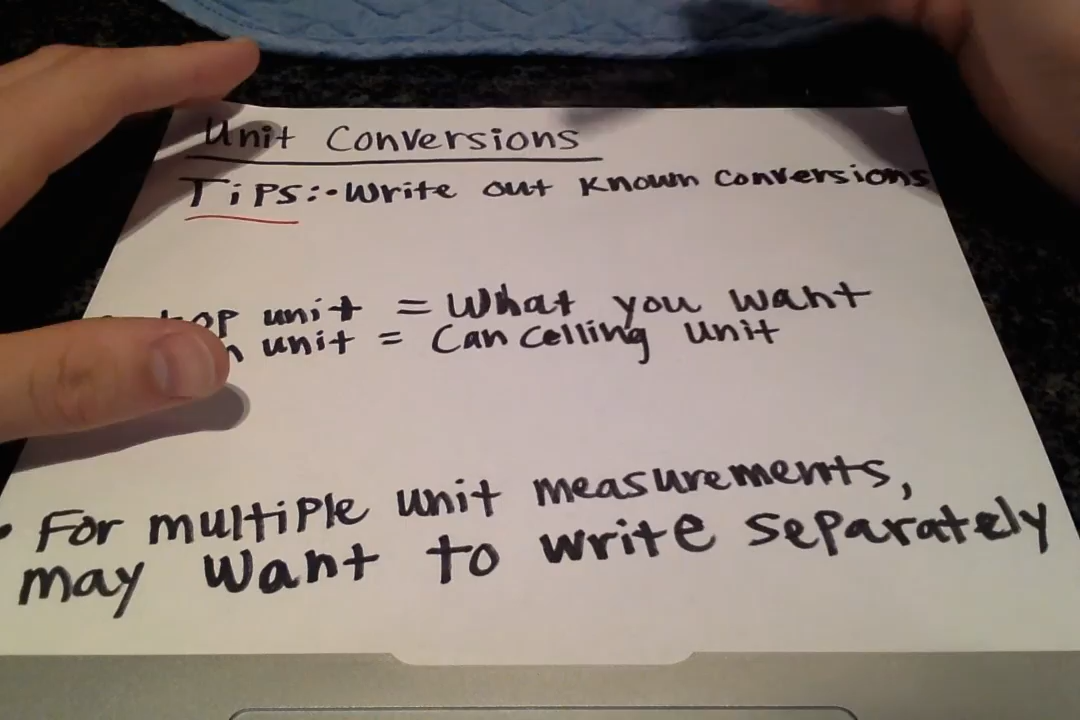 Unit Conversions
Tips: • Write out known conversions
top unit = What you want
unit = Cancelling unit
• For multiple unit measurements,
may want to write separately